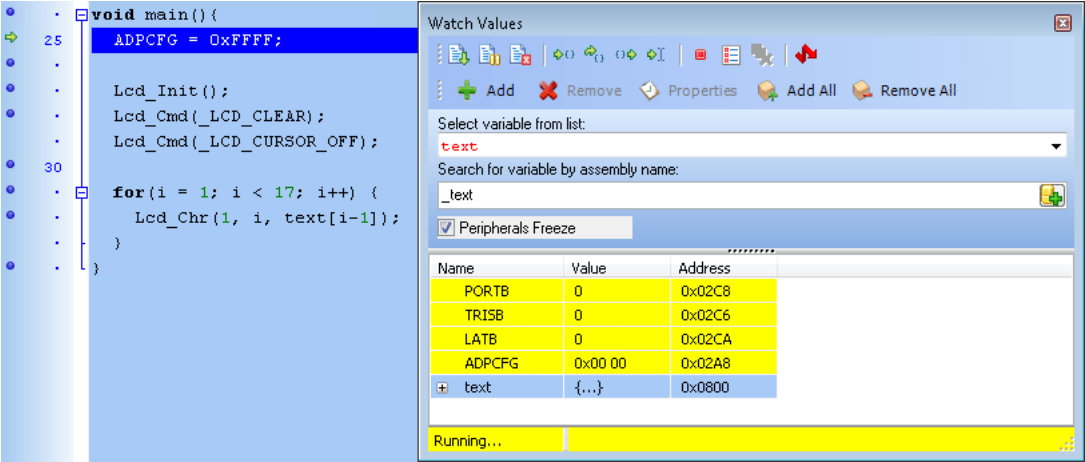 void main(){
25 ADPCFG = 0xFFFF;
Lcd_Init();
Lcd_Cmd(_LCD_CLEAR);
Lcd_Cmd(_LCD_CURSOR_OFF);
30
for(i = 1; i < 17; i++) {
Lcd_Chr(1, i, text[i-1]);
}
}
Watch Values
Add Remove Properties Add All Remove All
Select variable from list:
text
Search for variable by assembly name:
_text
Peripherals Freeze
Name Value Address
PORTB 0 0x02C8
TRISB 0 0x02C6
LATB 0 0x02CA
ADPCFG 0x00 00 0x02A8
text {...} 0x0800
Running...